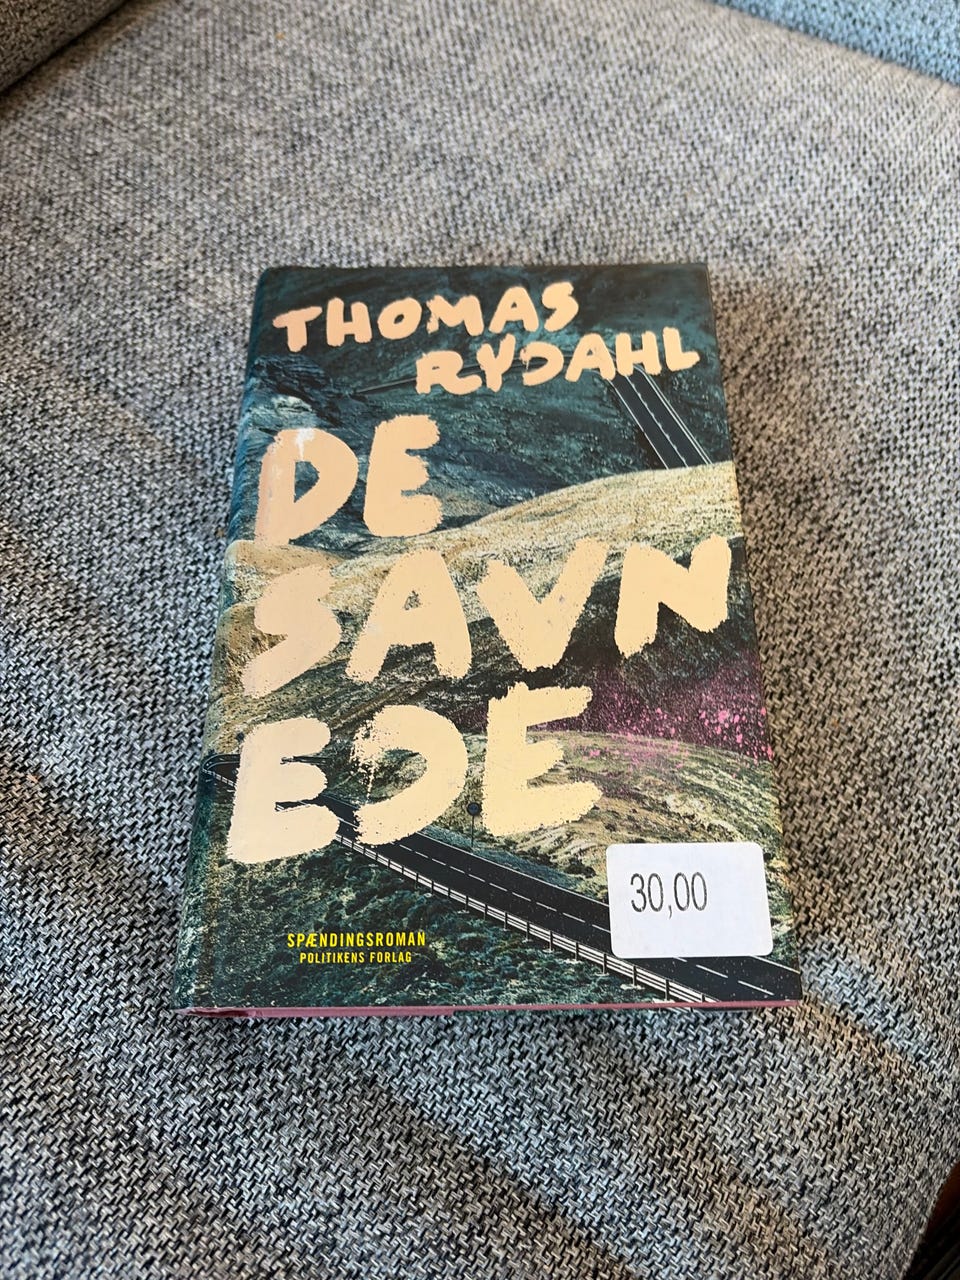 THOMAS
RYDAHL
DE
SAVN
EDE
30,00
SPÆNDINGSROMAN
POLITIKENS FORLAG